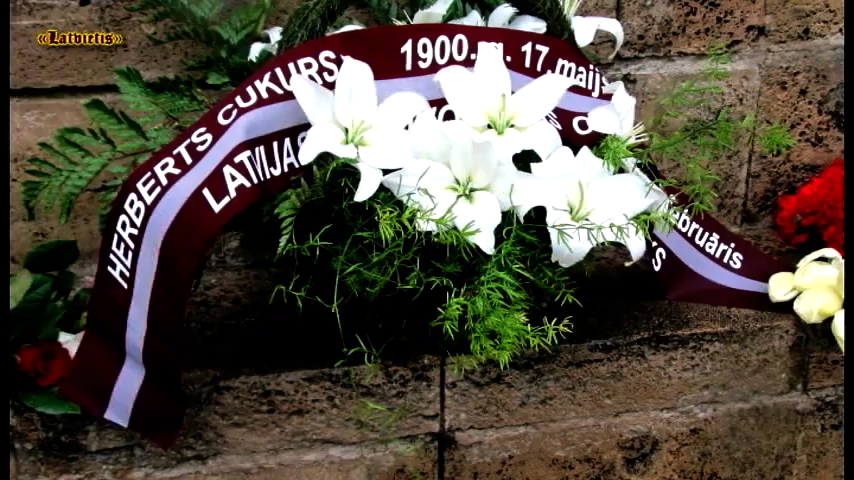 «Latvietis»
HERBERTS CUKURS 1900. 17. maijs
LATVIJAS
februāris